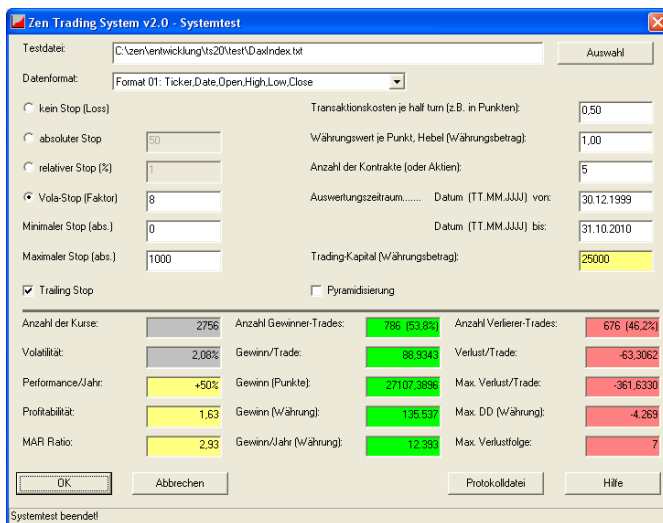 Zen Trading System v2.0 - Systemtest
Testdatei: C:\zen\entwicklung\ts20\test\DaxIndex.txt Auswahl
Datenformat: Format 01: Ticker,Date,Open,High,Low,Close
kein Stop (Loss) Transaktionskosten je half turn (z.B. in Punkten): 0,50
absoluter Stop 50 Währungswert je Punkt, Hebel (Währungsbetrag): 1,00
relativer Stop (%) 1 Anzahl der Kontrakte (oder Aktien): 5
Vola-Stop (Faktor) 8 Auswertungszeitraum....... Datum (TT.MM.JJJJ) von: 30.12.1999
Minimaler Stop (abs.) 0 Datum (TT.MM.JJJJ) bis: 31.10.2010
Maximaler Stop (abs.) 1000 Trading-Kapital (Währungsbetrag): 25000
Trailing Stop Pyramidisierung
Anzahl der Kurse: 2756 Anzahl Gewinner-Trades: 786 (53,8%) Anzahl Verlierer-Trades: 676 (46,2%)
Volatilität: 2,08% Gewinn/Trade: 88,9343 Verlust/Trade: -63,3062
Performance/Jahr: +50% Gewinn (Punkte): 27107,3896 Max. Verlust/Trade: -361,6330
Profitabilität: 1,63 Gewinn (Währung): 135.537 Max. DD (Währung): -4.269
MAR Ratio: 2,93 Gewinn/Jahr (Währung): 12.393 Max. Verlustfolge: 7
OK Abbrechen Protokolldatei Hilfe
Systemtest beendet!